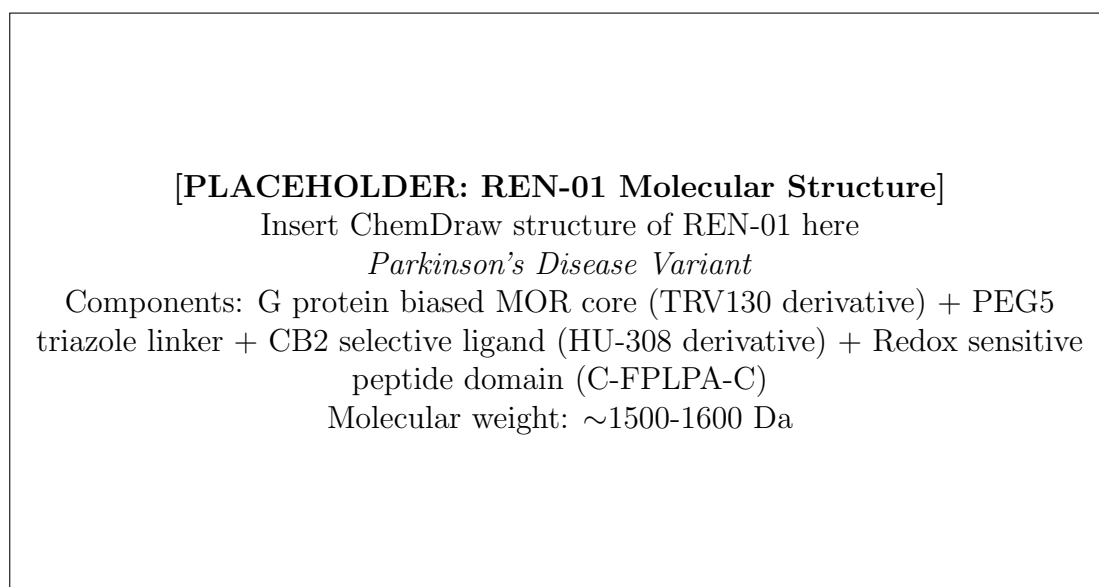 [PLACEHOLDER: REN-01 Molecular Structure]
Insert ChemDraw structure of REN-01 here
Parkinson's Disease Variant
Components: G protein biased MOR core (TRV130 derivative) + PEG5
triazole linker + CB2 selective ligand (HU-308 derivative) + Redox sensitive
peptide domain (C-FPLPA-C)
Molecular weight: ∼1500-1600 Da